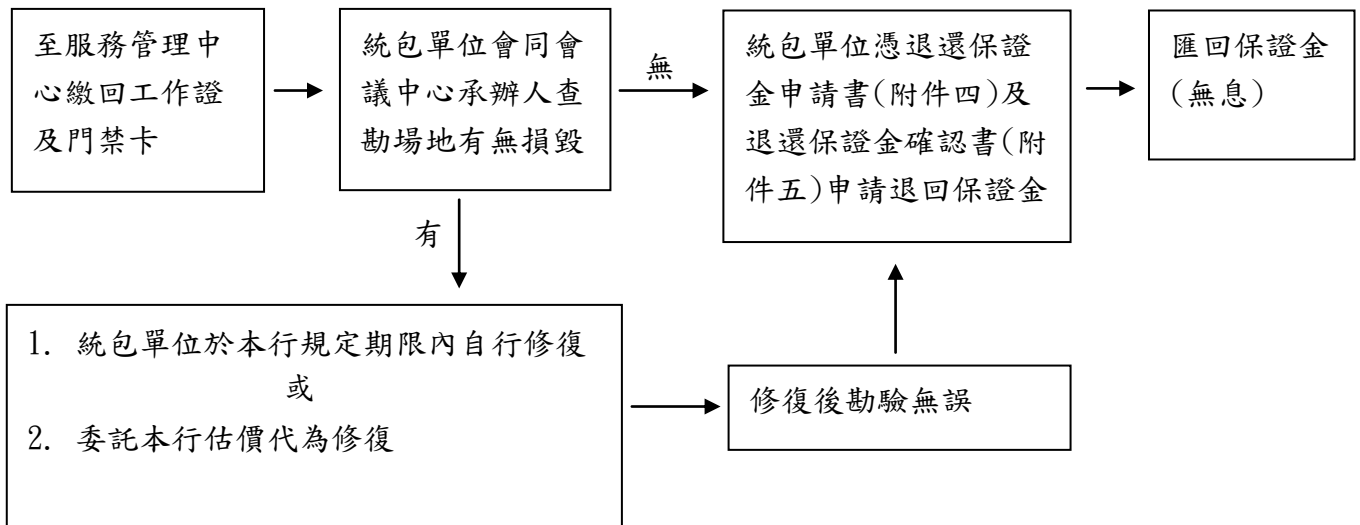 至服務管理中
心繳回工作證
及門禁卡
統包單位會同會
議中心承辦人查
勘場地有無損毀
無
統包單位憑退還保證
金申請書(附件四)及
退還保證金確認書(附
件五)申請退回保證金
匯回保證金
(無息)
有
1. 統包單位於本行規定期限內自行修復
或
2. 委託本行估價代為修復
修復後勘驗無誤